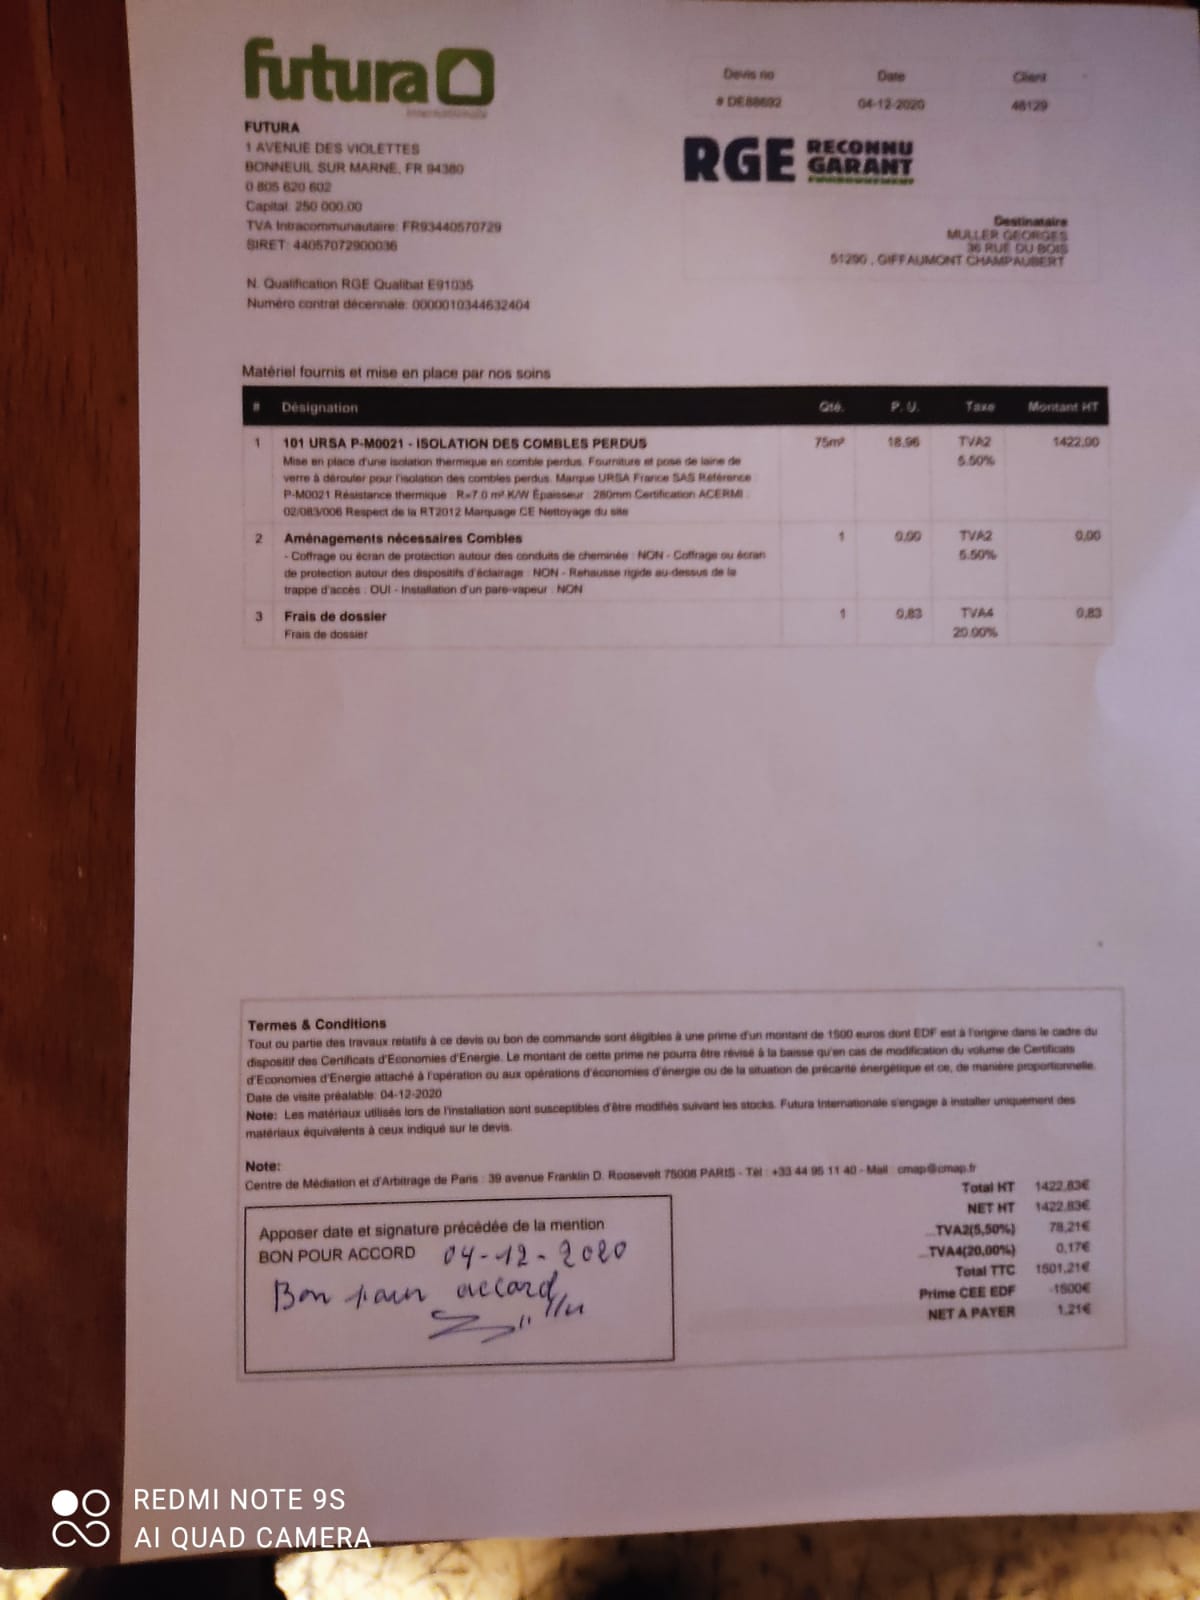 futura
internationale
Devis no
Date
Client
# DE88692
04-12-2020
46129
FUTURA
1 AVENUE DES VIOLETTES
BONNEUIL SUR MARNE, FR 94380
0 805 620 602
Capital: 250 000.00
TVA Intracommunautaire: FR93440570729
SIRET: 44057072900036
RGE RECONNU GARANT
ENVIRONNEMENT
Destinataire
MULLER GEORGES
36 RUE DU BOIS
51290 , GIFFAUMONT CHAMPAUBERT
N. Qualification RGE Qualibat E91035
Numéro contrat décennale: 0000010344632404
Matériel fournis et mise en place par nos soins
# Désignation Qté. P. U. Taxe Montant HT
1 101 URSA P-M0021 - ISOLATION DES COMBLES PERDUS 75m² 18,96 TVA2 1422,00
Mise en place d'une isolation thermique en comble perdus. Fourniture et pose de laine de 5.50%
verre à dérouler pour l'isolation des combles perdus. Marque URSA France SAS Référence :
P-M0021 Résistance thermique : R=7.0 m².K/W Épaisseur : 280mm Certification ACERMI :
02/083/006 Respect de la RT2012 Marquage CE Nettoyage du site
2 Aménagements nécessaires Combles 1 0,00 TVA2 0,00
- Coffrage ou écran de protection autour des conduits de cheminée : NON - Coffrage ou écran 5.50%
de protection autour des dispositifs d'éclairage : NON - Rehausse rigide au-dessus de la
trappe d'accès : OUI - Installation d'un pare-vapeur : NON
3 Frais de dossier 1 0,83 TVA4 0,83
Frais de dossier 20.00%
Termes & Conditions
Tout ou partie des travaux relatifs à ce devis ou bon de commande sont éligibles à une prime d'un montant de 1500 euros dont EDF est à l'origine dans le cadre du
dispositif des Certificats d'Economies d'Energie. Le montant de cette prime ne pourra être révisé à la baisse qu'en cas de modification du volume de Certificats
d'Economies d'Energie attaché à l'opération ou aux opérations d'économies d'énergie ou de la situation de précarité énergétique et ce, de manière proportionnelle.
Date de visite préalable: 04-12-2020
Note: Les matériaux utilisés lors de l'installation sont susceptibles d'être modifiés suivant les stocks. Futura Internationale s'engage à installer uniquement des
matériaux équivalents à ceux indiqué sur le devis.
Note:
Centre de Médiation et d'Arbitrage de Paris : 39 avenue Franklin D. Roosevelt 75008 PARIS - Tél : +33 44 95 11 40 - Mail : cmap@cmap.fr
Total HT 1422,83€
NET HT 1422,83€
...TVA2(5,50%) 78,21€
...TVA4(20,00%) 0,17€
Total TTC 1501,21€
Prime CEE EDF -1500€
NET A PAYER 1,21€
Apposer date et signature précédée de la mention
BON POUR ACCORD 04-12-2020
Bon pour accord
REDMI NOTE 9S
AI QUAD CAMERA